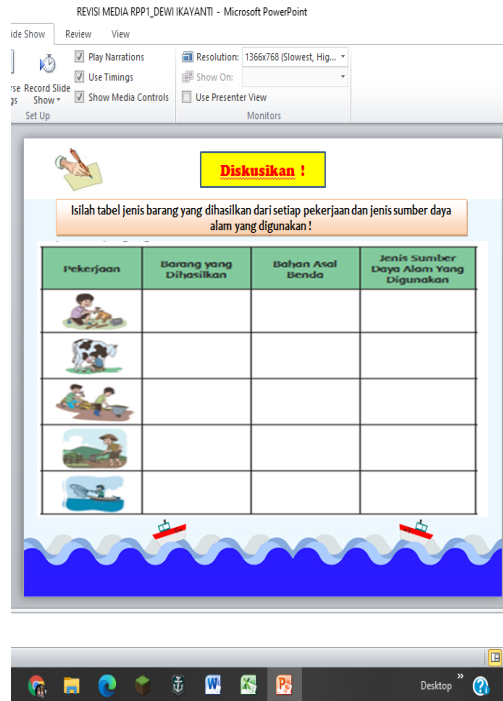 REVISI MEDIA RPP1_DEWI IKAYANTI - Microsoft PowerPoint
ide Show Review View
Play Narrations
Use Timings
Show Media Controls
rse Record Slide
gs Show
Set Up
Resolution: 1366x768 (Slowest, Hig...
Show On:
Use Presenter View
Monitors
Diskusikan !
Isilah tabel jenis barang yang dihasilkan dari setiap pekerjaan dan jenis sumber daya
alam yang digunakan !
Pekerjaan
Barang yang
Dihasilkan
Bahan Asal
Benda
Jenis Sumber
Daya Alam Yang
Digunakan
Desktop